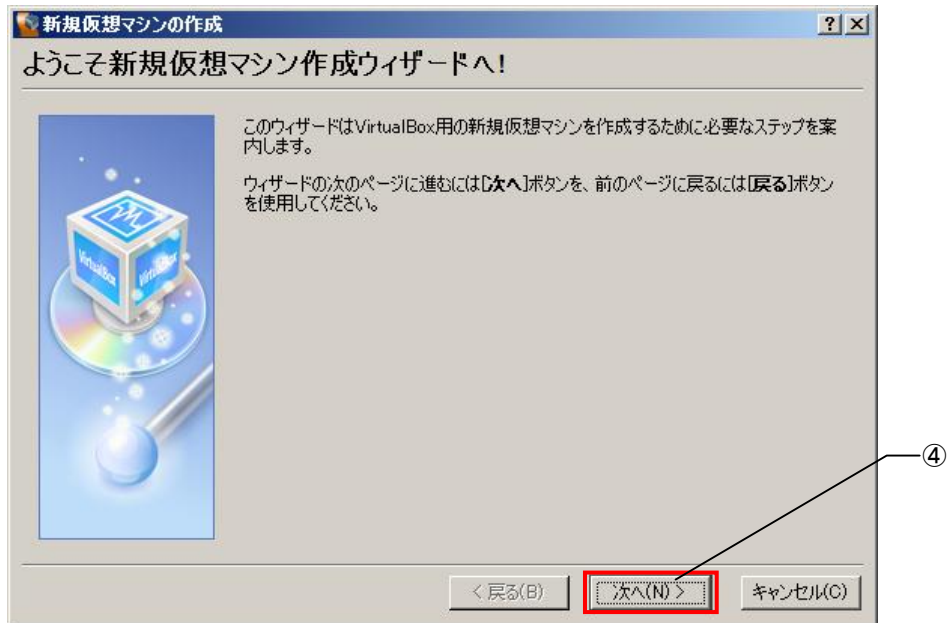 新規仮想マシンの作成
ようこそ新規仮想マシン作成ウィザードへ!
このウィザードはVirtualBox用の新規仮想マシンを作成するために必要なステップを案
内します。
ウィザードの次のページに進むには[次へ]ボタンを、前のページに戻るには[戻る]ボタン
を使用してください。
VirtualBox
VirtualBox
④
< 戻る(B)
次へ(N) >
キャンセル(C)